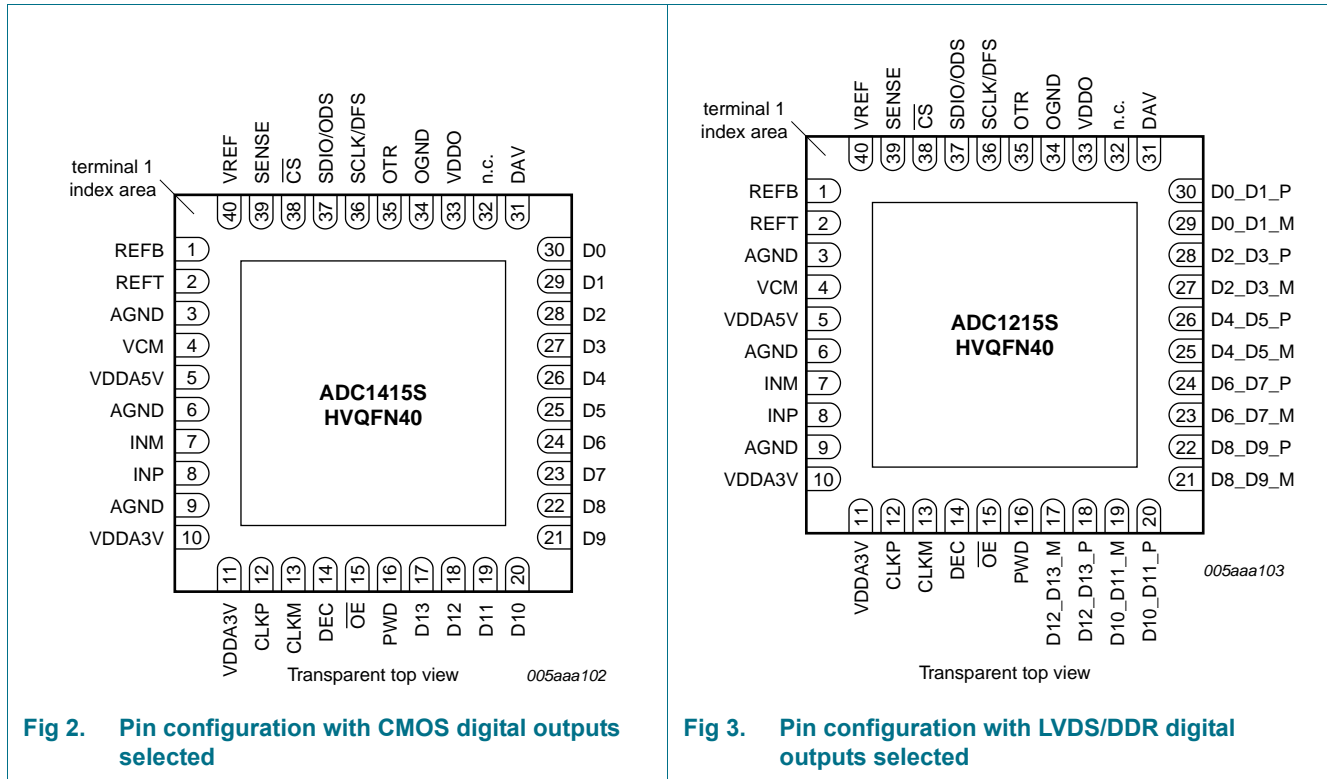 terminal 1
index area
VREF
SENSE
CS
SDIO/ODS
SCLK/DFS
OTR
OGND
VDDO
n.c.
DAV
40
39
38
37
36
35
34
33
32
31
REFB 1
REFT 2
AGND 3
VCM 4
VDDA5V 5
AGND 6
INM 7
INP 8
AGND 9
VDDA3V 10
ADC1415S
HVQFN40
30 D0
29 D1
28 D2
27 D3
26 D4
25 D5
24 D6
23 D7
22 D8
21 D9
11
12
13
14
15
16
17
18
19
20
VDDA3V
CLKP
CLKM
DEC
OE
PWD
D13
D12
D11
D10
Transparent top view
005aaa102
Fig 2. Pin configuration with CMOS digital outputs
selected
terminal 1
index area
VREF
SENSE
CS
SDIO/ODS
SCLK/DFS
OTR
OGND
VDDO
n.c.
DAV
40
39
38
37
36
35
34
33
32
31
REFB 1
REFT 2
AGND 3
VCM 4
VDDA5V 5
AGND 6
INM 7
INP 8
AGND 9
VDDA3V 10
ADC1215S
HVQFN40
30 D0_D1_P
29 D0_D1_M
28 D2_D3_P
27 D2_D3_M
26 D4_D5_P
25 D4_D5_M
24 D6_D7_P
23 D6_D7_M
22 D8_D9_P
21 D8_D9_M
11
12
13
14
15
16
17
18
19
20
VDDA3V
CLKP
CLKM
DEC
OE
PWD
D12_D13_M
D12_D13_P
D10_D11_M
D10_D11_P
005aaa103
Transparent top view
Fig 3. Pin configuration with LVDS/DDR digital
outputs selected